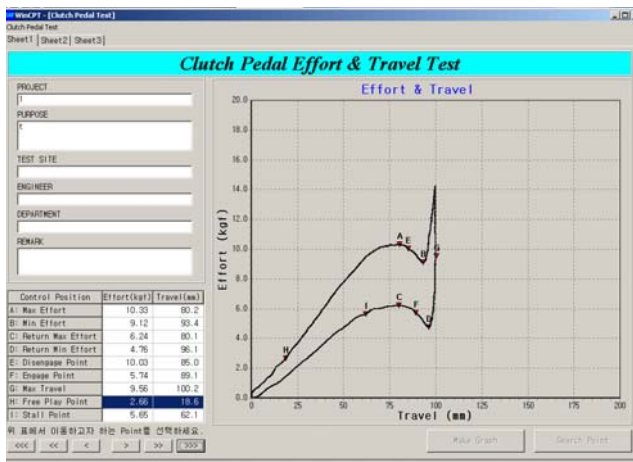 WinCPT - [Clutch Pedal Test]
Clutch Pedal Test
Sheet1 Sheet2 Sheet3
Clutch Pedal Effort & Travel Test
PROJECT
1
PURPOSE
t
TEST SITE
ENGINEER
DEPARTMENT
REMARK
Control Position Effort(kgf) Travel(mm)
A: Max Effort 10.33 80.2
B: Min Effort 9.12 93.4
C: Return Max Effort 6.24 80.1
D: Return Min Effort 4.76 96.1
E: Disengage Point 10.03 85.0
F: Engage Point 5.74 89.1
G: Max Travel 9.56 100.2
H: Free Play Point 2.66 18.6
I: Stall Point 5.65 62.1
위 표에서 이동하고자 하는 Point를 선택하세요.
<<< << < > >> >>>
Effort & Travel
Effort (kgf)
20.0
18.0
16.0
14.0
12.0
10.0
8.0
6.0
4.0
2.0
0.0
A
E
B
G
C
I
F
D
H
0 25 50 75 100 125 150 175 200
Travel (mm)
Make Graph Search Point